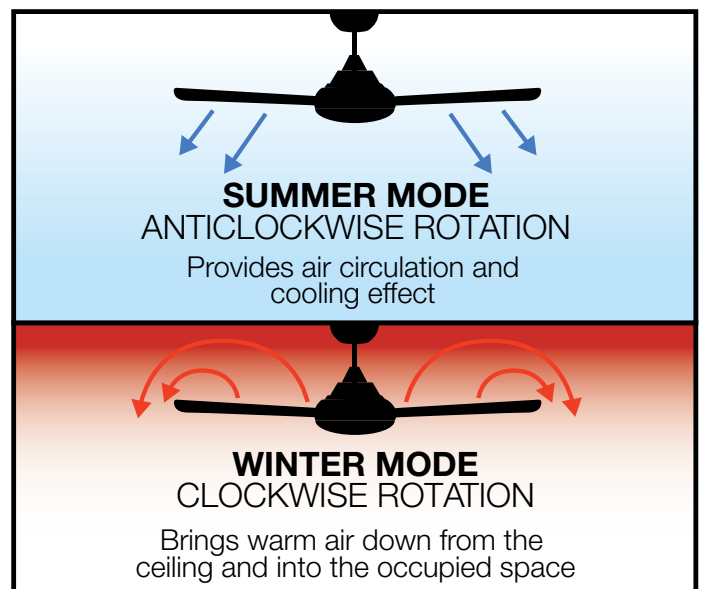 SUMMER MODE
ANTICLOCKWISE ROTATION
Provides air circulation and
cooling effect
WINTER MODE
CLOCKWISE ROTATION
Brings warm air down from the
ceiling and into the occupied space